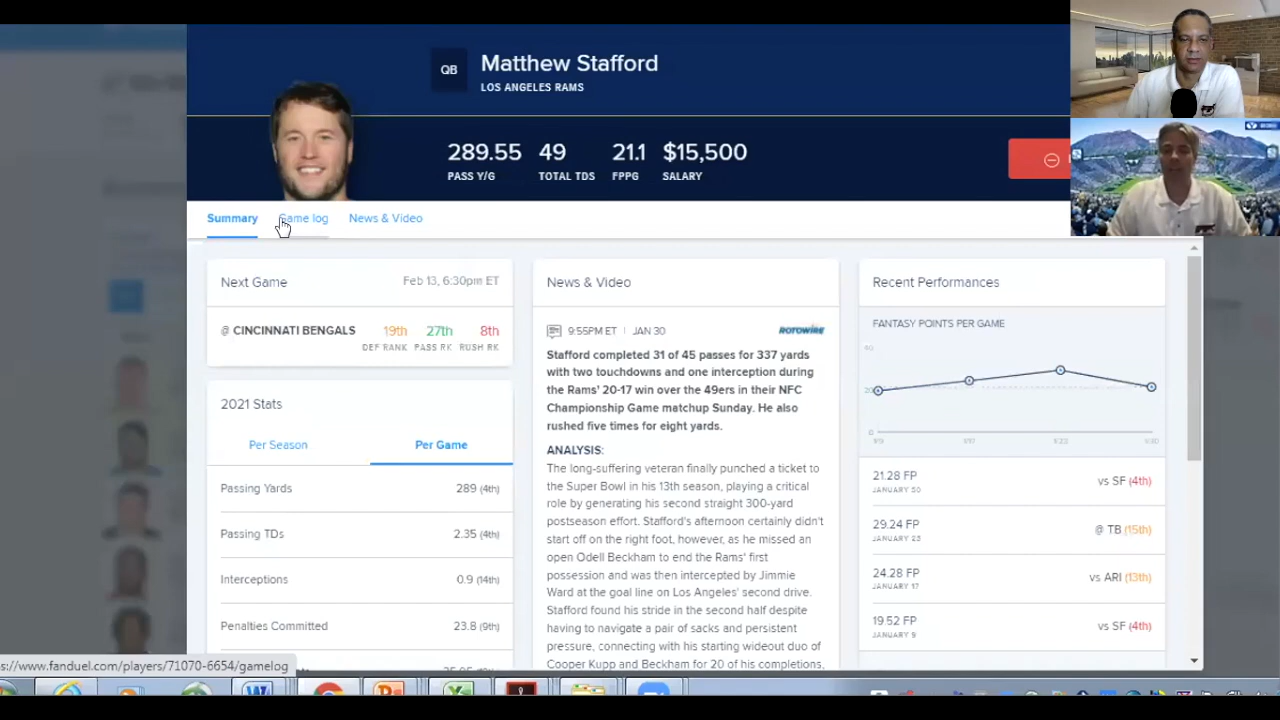 QB
Matthew Stafford
LOS ANGELES RAMS
289.55
49
21.1
$15,500
PASS Y/G
TOTAL TDS
FPPG
SALARY
Summary
Game log
News & Video
Next Game
Feb 13, 6:30pm ET
@ CINCINNATI BENGALS
19th
27th
8th
DEF RANK
PASS RK
RUSH RK
2021 Stats
Per Season
Per Game
Passing Yards
289 (4th)
Passing TDs
2.35 (4th)
Interceptions
0.9 (14th)
Penalties Committed
23.8 (9th)
News & Video
9:55PM ET | JAN 30
ROTOWIRE
Stafford completed 31 of 45 passes for 337 yards
with two touchdowns and one interception during
the Rams' 20-17 win over the 49ers in their NFC
Championship Game matchup Sunday. He also
rushed five times for eight yards.
ANALYSIS:
The long-suffering veteran finally punched a ticket to
the Super Bowl in his 13th season, playing a critical
role by generating his second straight 300-yard
postseason effort. Stafford's afternoon certainly didn't
start off on the right foot, however, as he missed an
open Odell Beckham to end the Rams' first
possession and was then intercepted by Jimmie
Ward at the goal line on Los Angeles' second drive.
Stafford found his stride in the second half despite
having to navigate a pair of sacks and persistent
pressure, connecting with his starting wideout duo of
Cooper Kupp and Beckham for 20 of his completions,
Recent Performances
FANTASY POINTS PER GAME
21.28 FP
JANUARY 30
vs SF (4th)
29.24 FP
JANUARY 23
@ TB (15th)
24.28 FP
JANUARY 17
vs ARI (13th)
19.52 FP
JANUARY 9
vs SF (4th)
s://www.fanduel.com/players/71070-6654/gamelog